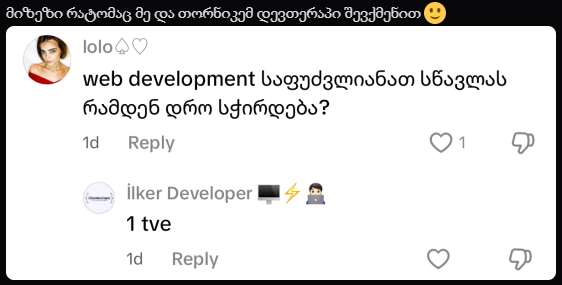 მიზეზი რატომაც მე და თორნიკემ დევთერაპი შევქმენით🙂
lolo♤♡
web development საფუძვლიანათ სწავლას
რამდენ დრო სჭირდება?
1d Reply 1
İlker Developer 🖥️⚡👨🏻‍💻
1 tve
1d Reply